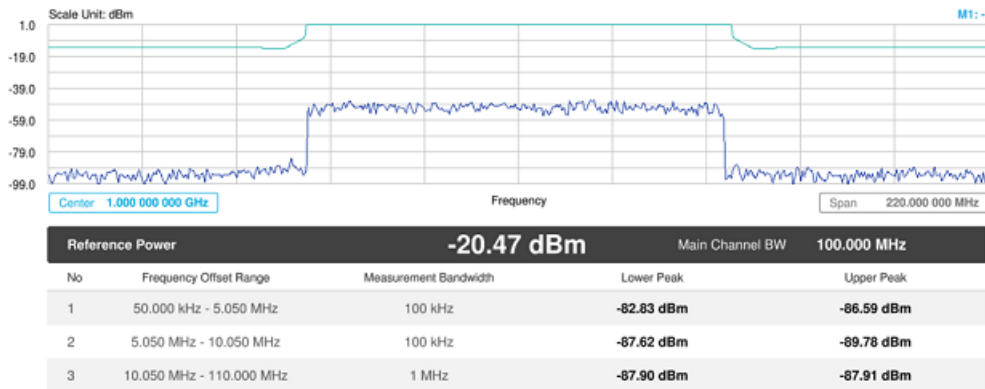 Scale Unit: dBm M1: -
1.0
-19.0
-39.0
-59.0
-79.0
-99.0
Center 1.000 000 000 GHz Frequency Span 220.000 000 MHz
Reference Power -20.47 dBm Main Channel BW 100.000 MHz
No Frequency Offset Range Measurement Bandwidth Lower Peak Upper Peak
1 50.000 kHz - 5.050 MHz 100 kHz -82.83 dBm -86.59 dBm
2 5.050 MHz - 10.050 MHz 100 kHz -87.62 dBm -89.78 dBm
3 10.050 MHz - 110.000 MHz 1 MHz -87.90 dBm -87.91 dBm